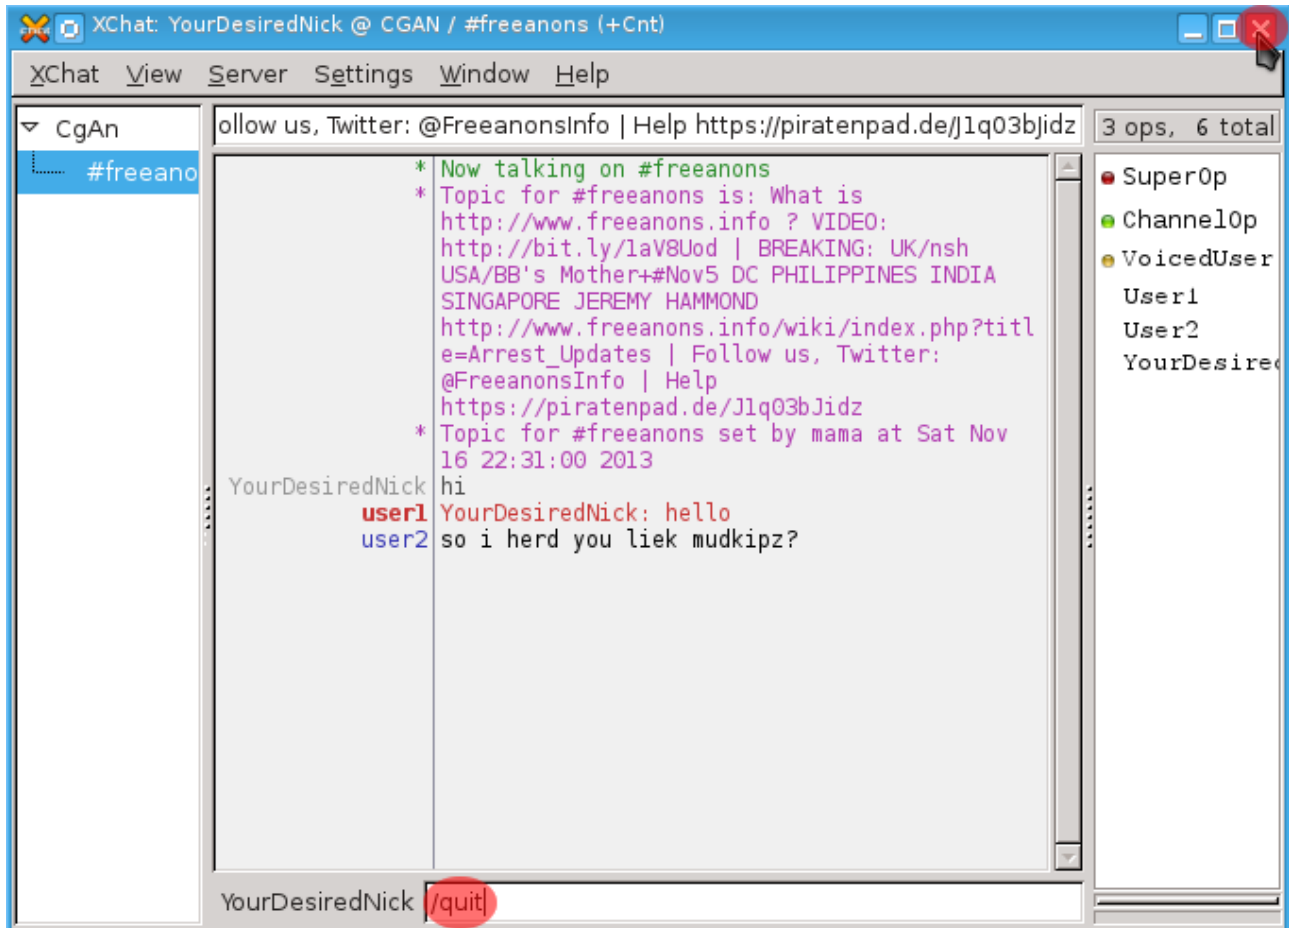 XChat: YourDesiredNick @ CGAN / #freeanons (+Cnt)
XChat View Server Settings Window Help
CgAn
#freeano
ollow us, Twitter: @FreeanonsInfo | Help https://piratenpad.de/J1q03bJidz
3 ops, 6 total
* Now talking on #freeanons
* Topic for #freeanons is: What is
http://www.freeanons.info ? VIDEO:
http://bit.ly/1aV8Uod | BREAKING: UK/nsh
USA/BB's Mother+#Nov5 DC PHILIPPINES INDIA
SINGAPORE JEREMY HAMMOND
http://www.freeanons.info/wiki/index.php?titl
e=Arrest_Updates | Follow us, Twitter:
@FreeanonsInfo | Help
https://piratenpad.de/J1q03bJidz
* Topic for #freeanons set by mama at Sat Nov
16 22:31:00 2013
YourDesiredNick hi
user1 YourDesiredNick: hello
user2 so i herd you liek mudkipz?
SuperOp
ChannelOp
VoicedUser
User1
User2
YourDesire
YourDesiredNick /quit